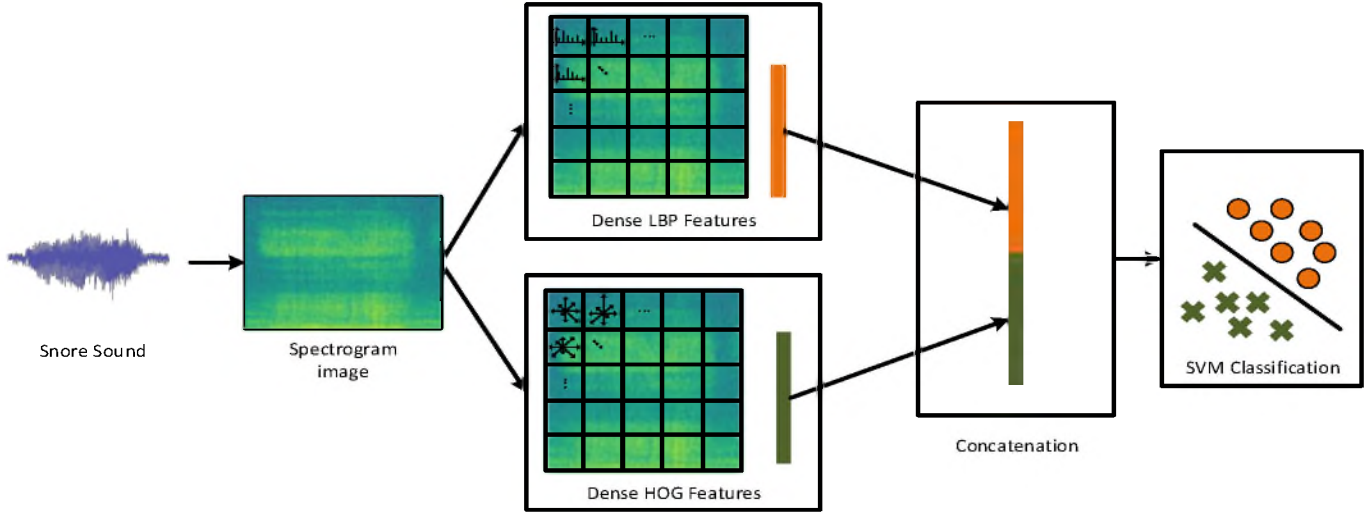 Snore Sound
Spectrogram
image
...
Dense LBP Features
...
Dense HOG Features
Concatenation
SVM Classification